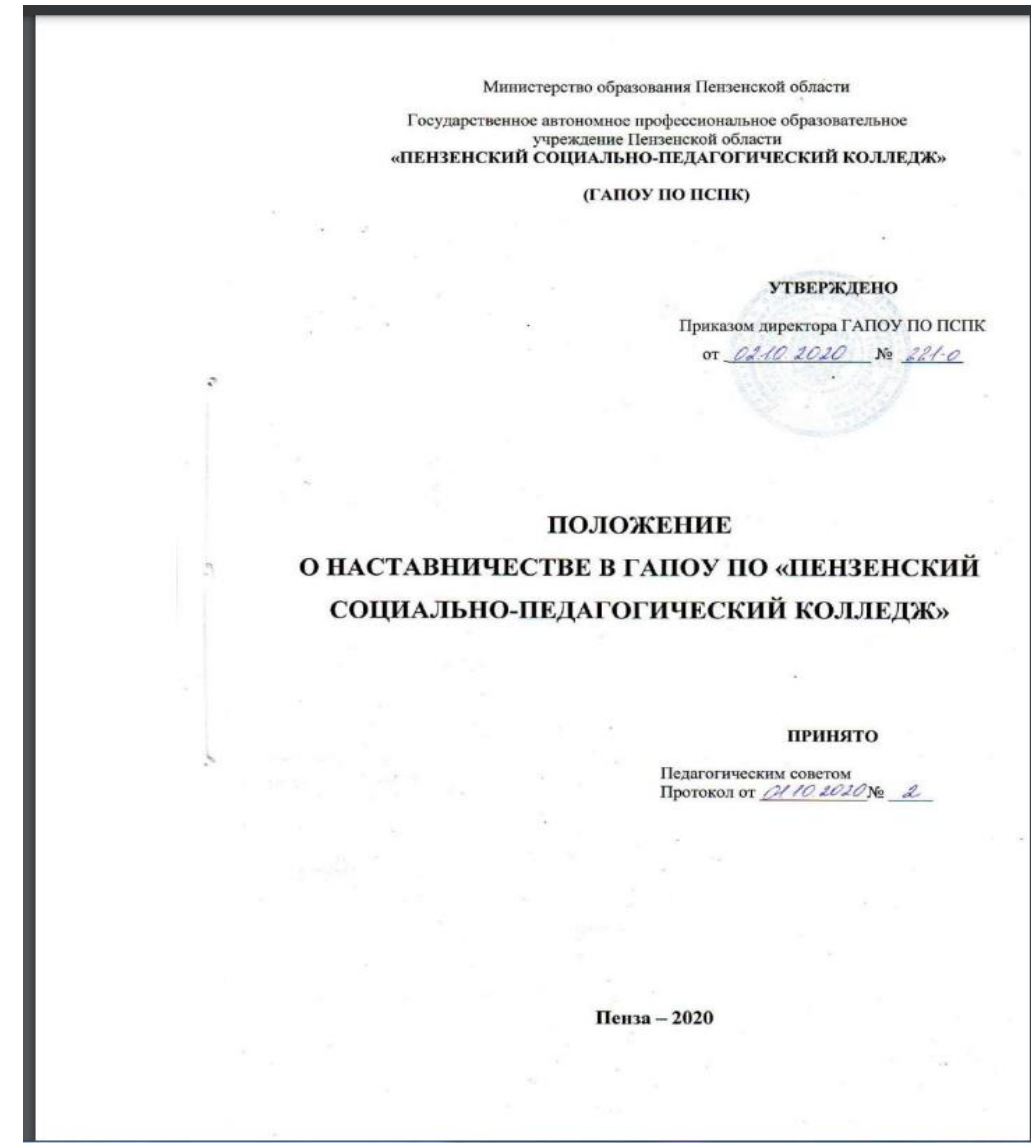 Министерство образования Пензенской области
Государственное автономное профессиональное образовательное
учреждение Пензенской области
«ПЕНЗЕНСКИЙ СОЦИАЛЬНО-ПЕДАГОГИЧЕСКИЙ КОЛЛЕДЖ»
(ГАПОУ ПО ПСПК)
УТВЕРЖДЕНО
Приказом директора ГАПОУ ПО ПСПК
от 02.10.2020 № 221-о
ПОЛОЖЕНИЕ
О НАСТАВНИЧЕСТВЕ В ГАПОУ ПО «ПЕНЗЕНСКИЙ
СОЦИАЛЬНО-ПЕДАГОГИЧЕСКИЙ КОЛЛЕДЖ»
ПРИНЯТО
Педагогическим советом
Протокол от 01 10 2020 № 2
Пенза – 2020